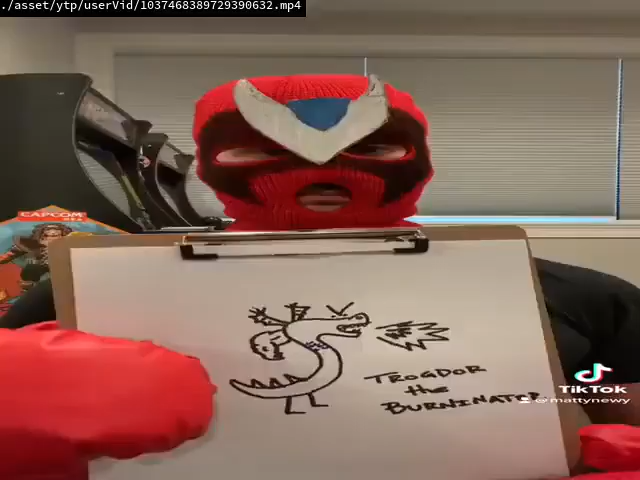 ./asset/ytp/userVid/1037468389729390632.mp4
CAPCOM
TROGDOR
the
BURNINATOR
TikTok
@mattynewy